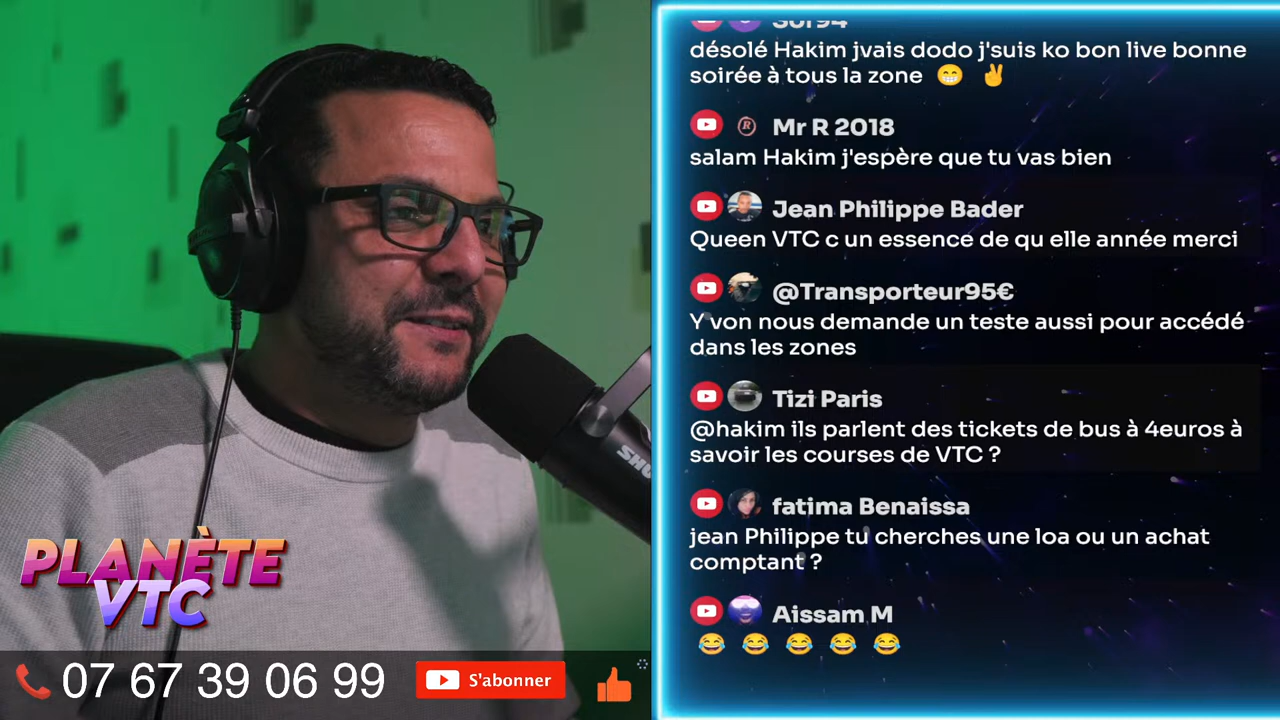 désolé Hakim jvais dodo j'suis ko bon live bonne
soirée à tous la zone 😁 ✌️
Mr R 2018
salam Hakim j'espère que tu vas bien
Jean Philippe Bader
Queen VTC c un essence de qu elle année merci
@Transporteur95€
Y von nous demande un teste aussi pour accédé
dans les zones
Tizi Paris
@hakim ils parlent des tickets de bus à 4euros à
savoir les courses de VTC ?
fatima Benaissa
jean Philippe tu cherches une loa ou un achat
comptant ?
Aissam M
😂 😂 😂 😂 😂
PLANÈTE
VTC
07 67 39 06 99
S'abonner